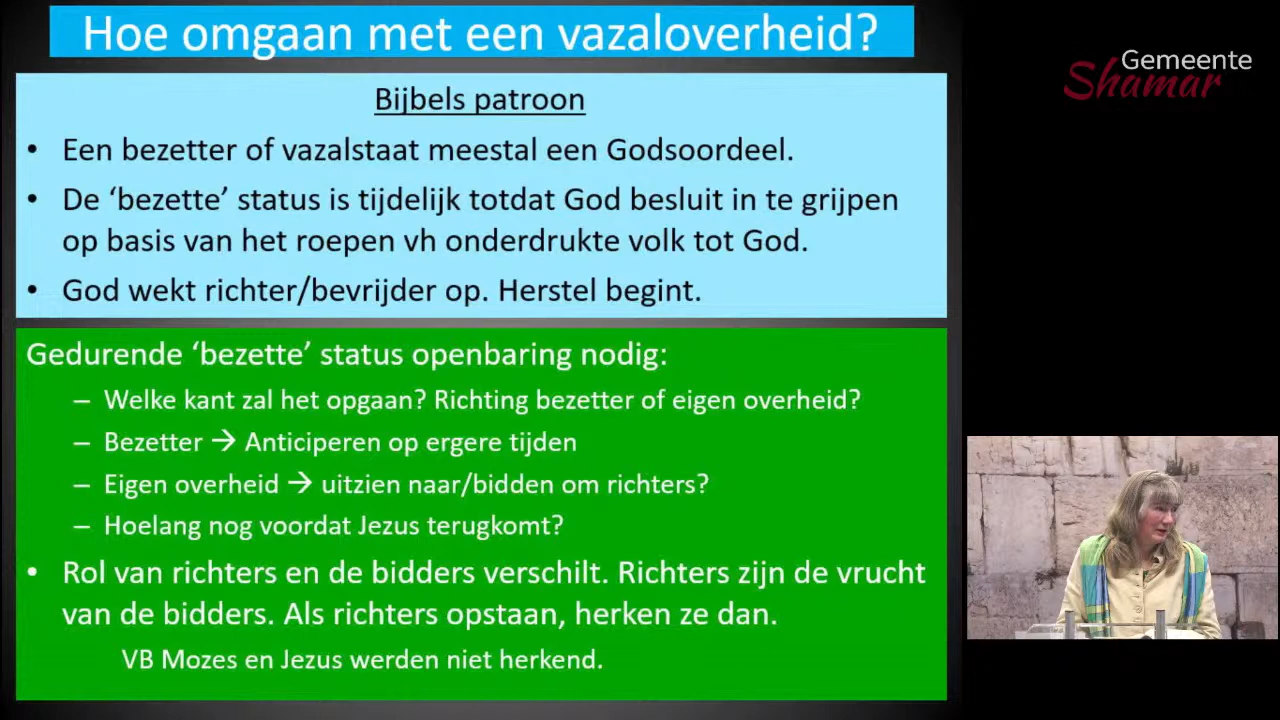 Hoe omgaan met een vazaloverheid?
Bijbels patroon
• Een bezetter of vazalstaat meestal een Godsoordeel.
• De ‘bezette’ status is tijdelijk totdat God besluit in te grijpen
op basis van het roepen vh onderdrukte volk tot God.
• God wekt richter/bevrijder op. Herstel begint.
Gedurende ‘bezette’ status openbaring nodig:
– Welke kant zal het opgaan? Richting bezetter of eigen overheid?
– Bezetter → Anticiperen op ergere tijden
– Eigen overheid → uitzien naar/bidden om richters?
– Hoelang nog voordat Jezus terugkomt?
• Rol van richters en de bidders verschilt. Richters zijn de vrucht
van de bidders. Als richters opstaan, herken ze dan.
VB Mozes en Jezus werden niet herkend.
Gemeente
Shamar